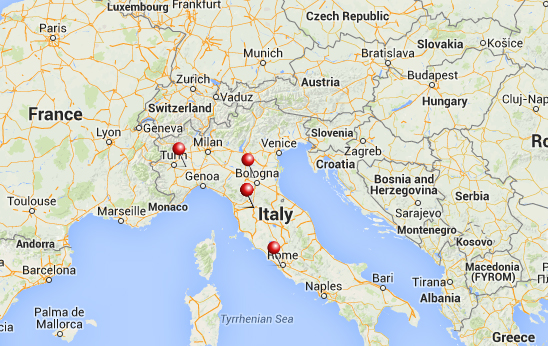 Luxembourg
Frankfurt
Paris
Czech Republic
Slovakia
Košice
Munich
Bratislava
Zurich
Vaduz
Austria
Budapest
Switzerland
Hungary
Cluj-Napo
France
Geneva
Lyon
Milan
Venice
Slovenia
Zagreb
Ro
Turin
Croatia
Genoa
Bologna
Bosnia and
Herzegovina
Serbia
Toulouse
Marseille
Monaco
Italy
Sarajevo
Montenegro
Kosovo
Andorra
Rome
Macedonia
(FYROM)
Barcelona
Bari
Tirana
Naples
Albania
Palma de
Mallorca
Tyrrhenian Sea
cia
Greece